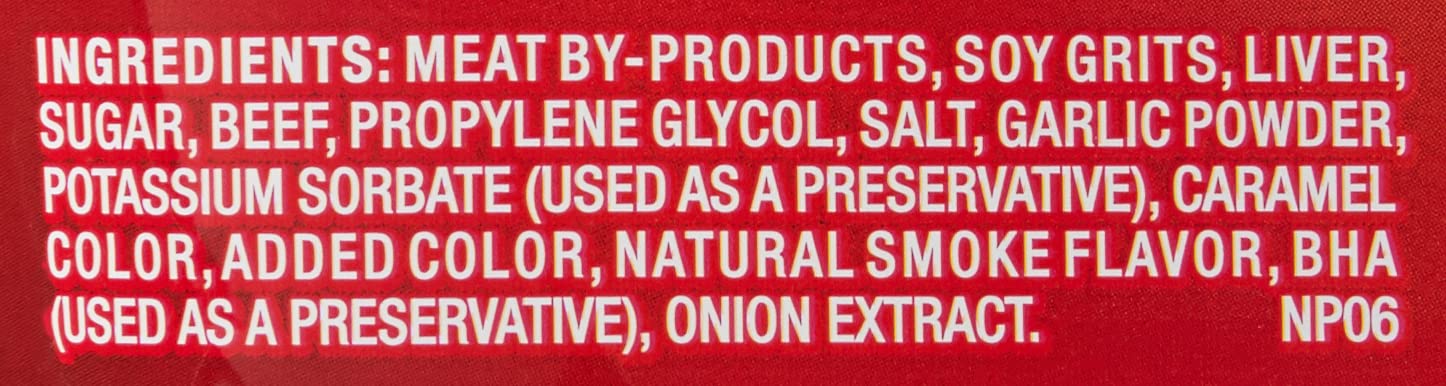 INGREDIENTS: MEAT BY-PRODUCTS, SOY GRITS, LIVER,
SUGAR, BEEF, PROPYLENE GLYCOL, SALT, GARLIC POWDER,
POTASSIUM SORBATE (USED AS A PRESERVATIVE), CARAMEL
COLOR, ADDED COLOR, NATURAL SMOKE FLAVOR, BHA
(USED AS A PRESERVATIVE), ONION EXTRACT. NP06